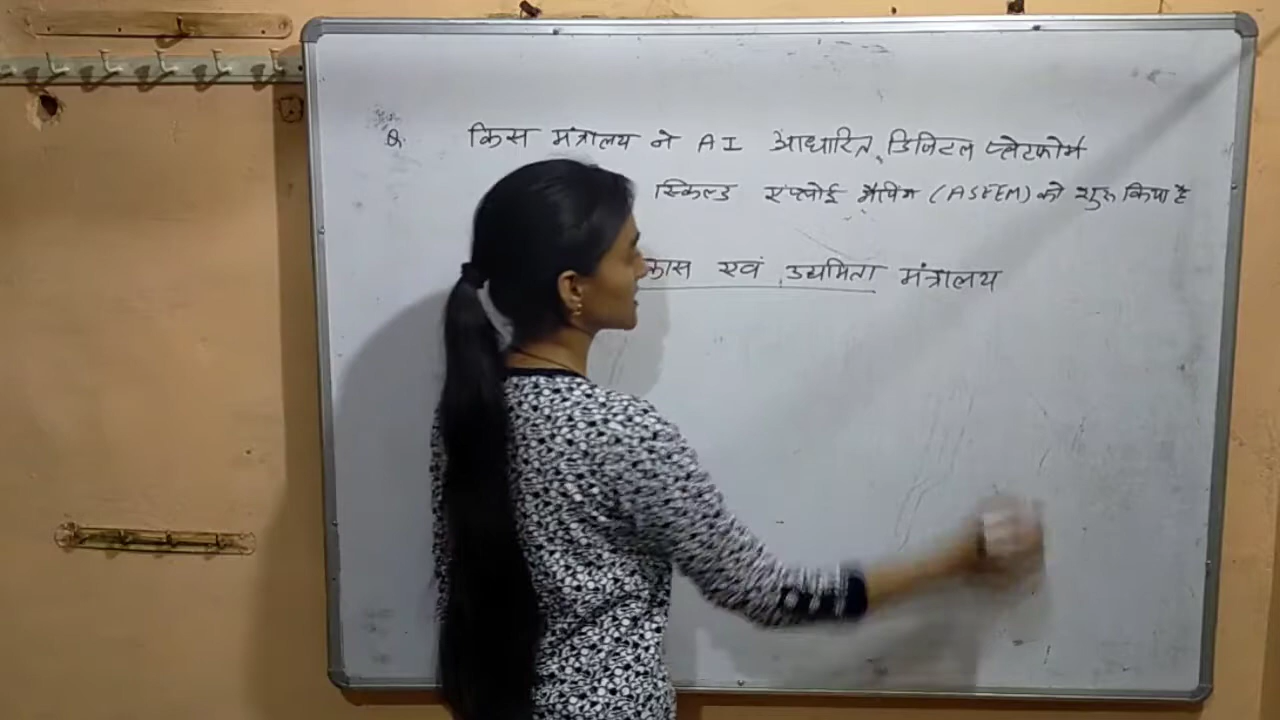 Q. किस मंत्रालय ने AI आधारित डिजिटल प्लेटफोर्म
स्किल्ड एम्प्लोई मैपिंग (ASEEM) को शुरू किया है
एवं उद्यमिता मंत्रालय